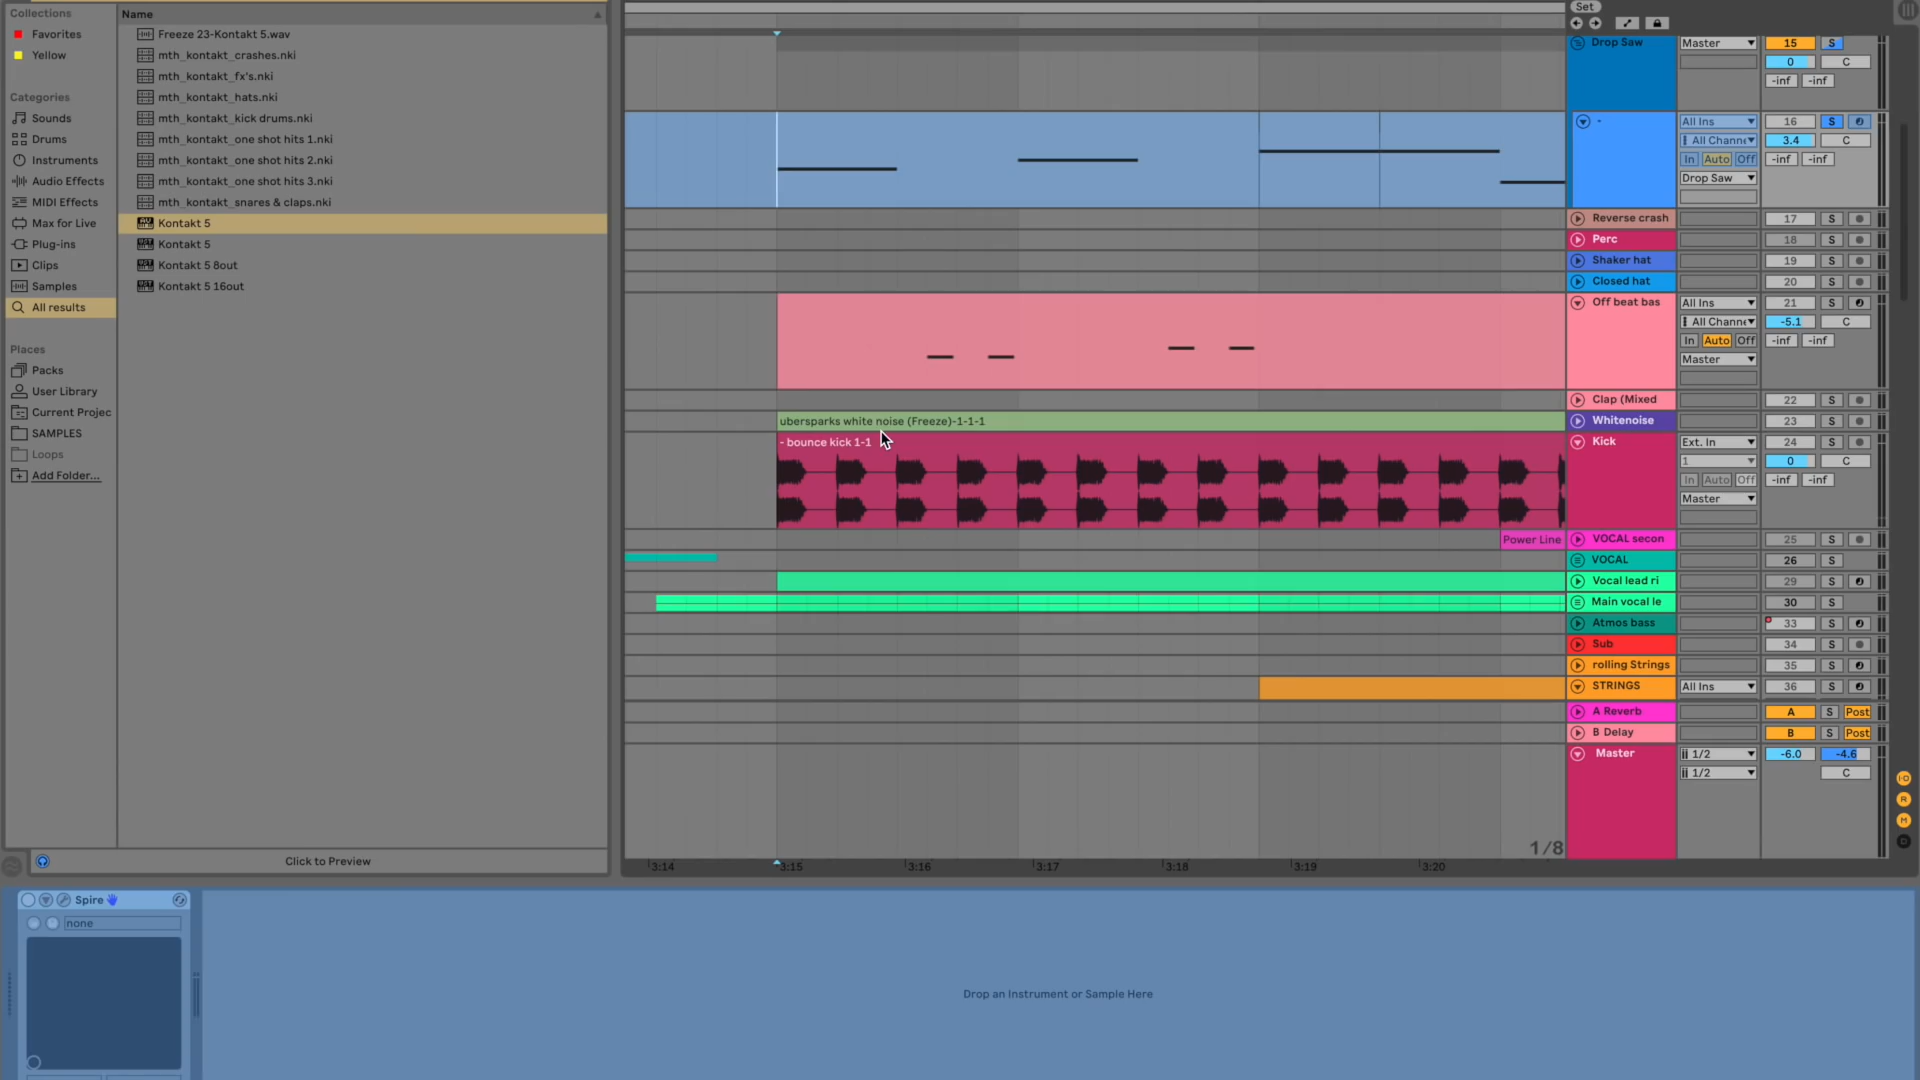 Collections
Favorites
Yellow
Categories
Sounds
Drums
Instruments
Audio Effects
MIDI Effects
Max for Live
Plug-ins
Clips
Samples
All results
Places
Packs
User Library
Current Projec
SAMPLES
Loops
Add Folder...
Name
Freeze 23-Kontakt 5.wav
mth_kontakt_crashes.nki
mth_kontakt_fx's.nki
mth_kontakt_hats.nki
mth_kontakt_kick drums.nki
mth_kontakt_one shot hits 1.nki
mth_kontakt_one shot hits 2.nki
mth_kontakt_one shot hits 3.nki
mth_kontakt_snares & claps.nki
Kontakt 5
Kontakt 5
Kontakt 5 8out
Kontakt 5 16out
Click to Preview
Set
Drop Saw Master 15 S
0 C
-inf -inf
- All Ins 16 S
All Channe 3.4 C
In Auto Off -inf -inf
Drop Saw
Reverse crash 17 S
Perc 18 S
Shaker hat 19 S
Closed hat 20 S
Off beat bas All Ins 21 S
All Channe -5.1 C
In Auto Off -inf -inf
Master
Clap (Mixed 22 S
ubersparks white noise (Freeze)-1-1-1 Whitenoise 23 S
- bounce kick 1-1 Kick Ext. In 24 S
1 0 C
In Auto Off -inf -inf
Master
Power Line VOCAL secon 25 S
VOCAL 26 S
Vocal lead ri 29 S
Main vocal le 30 S
Atmos bass 33 S
Sub 34 S
rolling Strings 35 S
STRINGS All Ins 36 S
A Reverb A S Post
B Delay B S Post
Master 1/2 -6.0 -4.6
1/2 C
1/8
3:14 3:15 3:16 3:17 3:18 3:19 3:20
I·O
R
M
D
Spire
none
Drop an Instrument or Sample Here